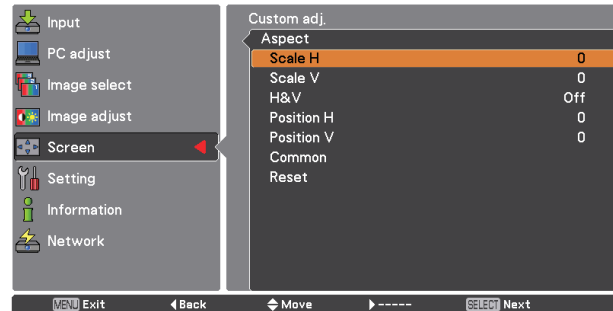 Input
PC adjust
Image select
Image adjust
Screen
Setting
Information
Network
Custom adj.
Aspect
Scale H 0
Scale V 0
H&V Off
Position H 0
Position V 0
Common
Reset
MENU Exit Back Move ----- SELECT Next